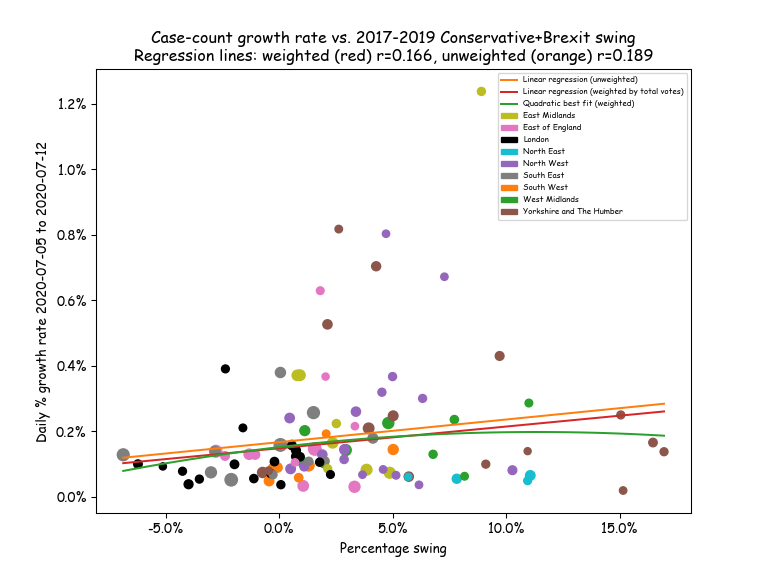 Case-count growth rate vs. 2017-2019 Conservative+Brexit swing
Regression lines: weighted (red) r=0.166, unweighted (orange) r=0.189
Linear regression (unweighted)
Linear regression (weighted by total votes)
Quadratic best fit (weighted)
East Midlands
East of England
London
North East
North West
South East
South West
West Midlands
Yorkshire and The Humber
Daily % growth rate 2020-07-05 to 2020-07-12
1.2%
1.0%
0.8%
0.6%
0.4%
0.2%
0.0%
-5.0%
0.0%
5.0%
10.0%
15.0%
Percentage swing